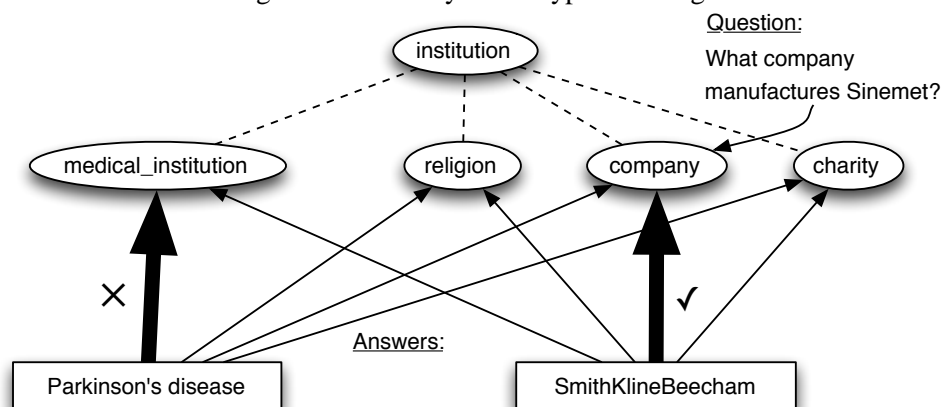 Question:
institution
What company
manufactures Sinemet?
medical_institution
religion
company
charity
Answers:
Parkinson's disease
SmithKlineBeecham